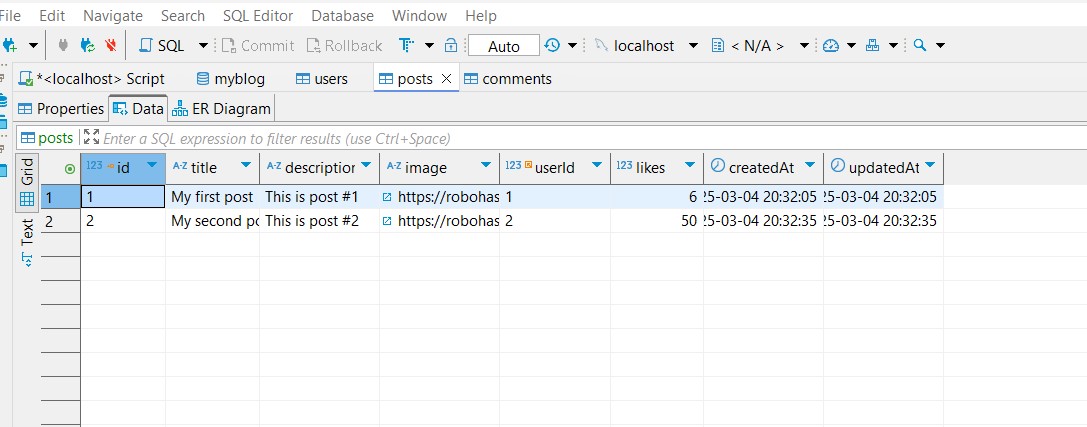 File Edit Navigate Search SQL Editor Database Window Help
SQL Commit Rollback T Auto localhost < N/A >
*<localhost> Script myblog users posts comments
Properties Data ER Diagram
posts Enter a SQL expression to filter results (use Ctrl+Space)
Grid
Text
123 id A-Z title A-Z description A-Z image 123 userId 123 likes createdAt updatedAt
1 1 My first post This is post #1 https://robohas 1 6 25-03-04 20:32:05 25-03-04 20:32:05
2 2 My second po This is post #2 https://robohas 2 50 25-03-04 20:32:35 25-03-04 20:32:35